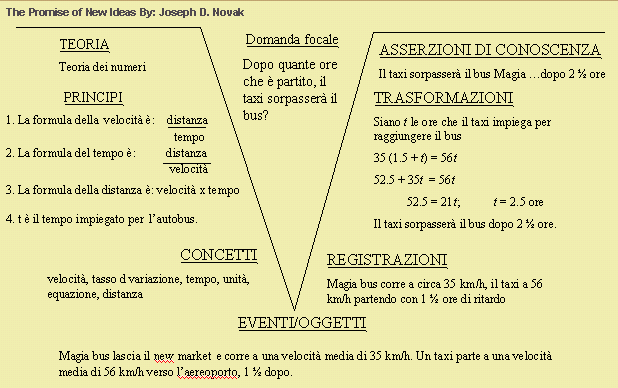 The Promise of New Ideas By: Joseph D. Novak
TEORIA
Teoria dei numeri
PRINCIPI
1. La formula della velocità è: distanza
tempo
2. La formula del tempo è: distanza
velocità
3. La formula della distanza è: velocità x tempo
4. t è il tempo impiegato per l'autobus.
CONCETTI
velocità, tasso d variazione, tempo, unità,
equazione, distanza
Domanda focale
Dopo quante ore
che è partito, il
taxi sorpasserà il
bus?
ASSERZIONI DI CONOSCENZA
Il taxi sorpasserà il bus Magia ...dopo 2 ½ ore
TRASFORMAZIONI
Siano t le ore che il taxi impiega per
raggiungere il bus
35 (1.5 + t) = 56t
52.5 + 35t = 56t
52.5 = 21t; t = 2.5 ore
Il taxi sorpasserà il bus dopo 2 ½ ore.
REGISTRAZIONI
Magia bus corre a circa 35 km/h, il taxi a 56
km/h partendo con 1 ½ ore di ritardo
EVENTI/OGGETTI
Magia bus lascia il new market e corre a una velocità media di 35 km/h. Un taxi parte a una velocità
media di 56 km/h verso l'aereoporto, 1 ½ dopo.